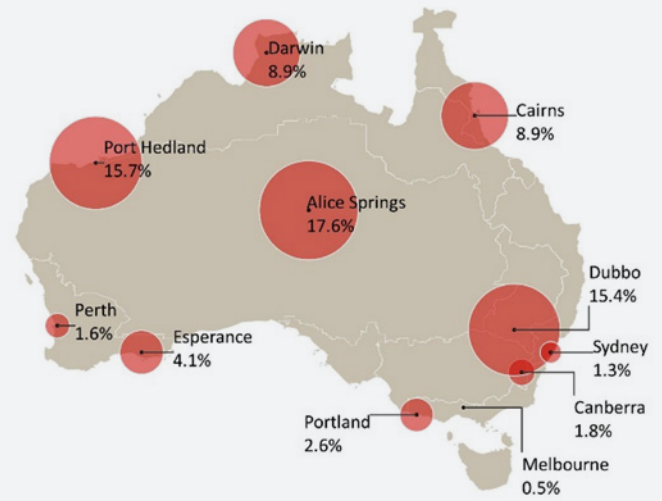 Darwin
8.9%
Cairns
8.9%
Port Hedland
15.7%
Alice Springs
17.6%
Dubbo
15.4%
Perth
1.6%
Esperance
4.1%
Sydney
1.3%
Canberra
1.8%
Portland
2.6%
Melbourne
0.5%